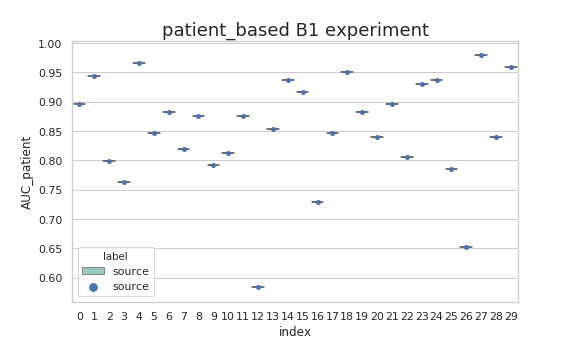 patient_based B1 experiment
1.00
0.95
0.90
0.85
0.80
0.75
0.70
0.65
0.60
AUC_patient
label
source
source
0 1 2 3 4 5 6 7 8 9 10 11 12 13 14 15 16 17 18 19 20 21 22 23 24 25 26 27 28 29
index